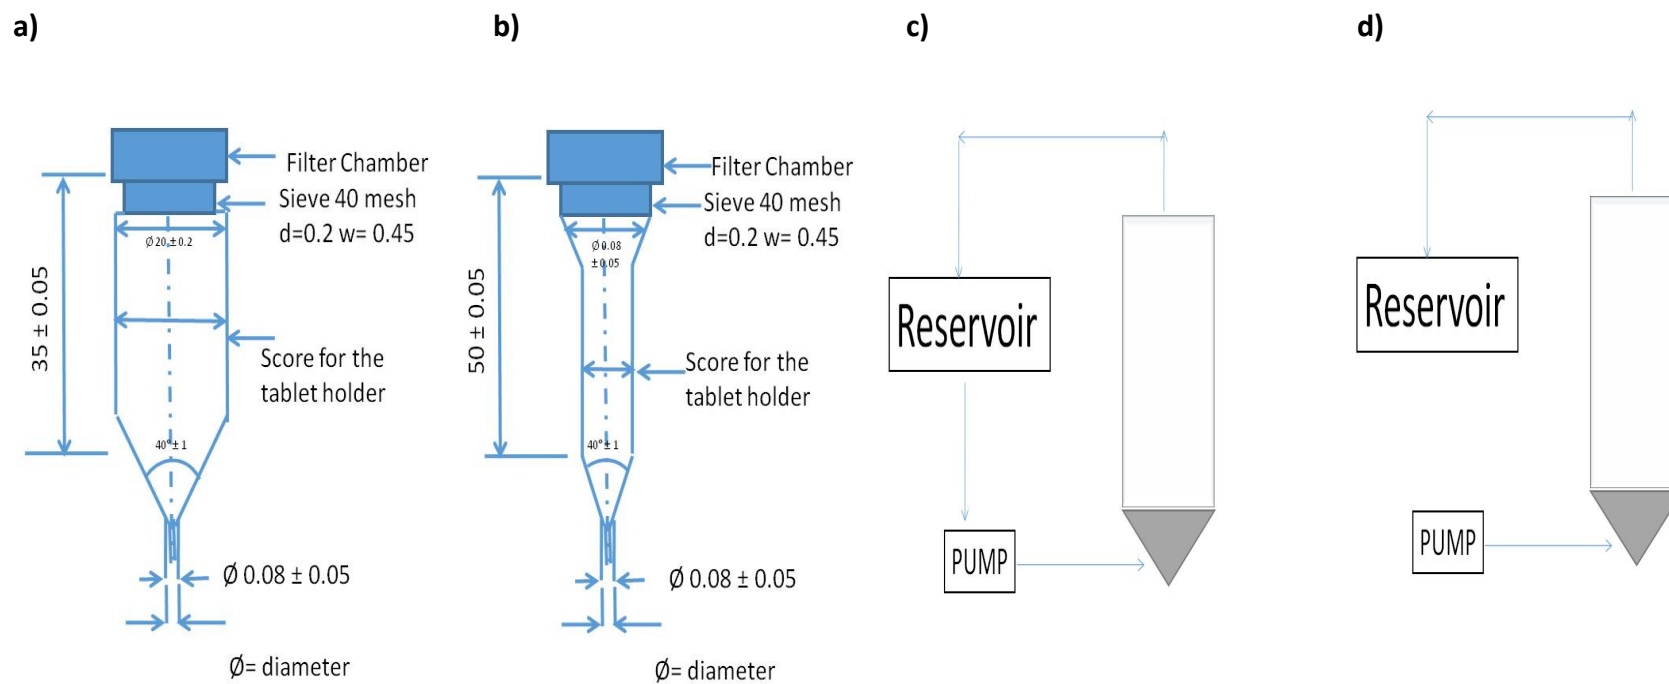 a)
b)
c)
d)
Filter Chamber
Sieve 40 mesh
d=0.2 w= 0.45
Ø 20 ± 0.2
35 ± 0.05
Score for the
tablet holder
40° ± 1
Ø 0.08 ± 0.05
Ø= diameter
Filter Chamber
Sieve 40 mesh
d=0.2 w= 0.45
Ø 0.08
± 0.05
50 ± 0.05
Score for the
tablet holder
40° ± 1
Ø 0.08 ± 0.05
Ø= diameter
Reservoir
PUMP
Reservoir
PUMP